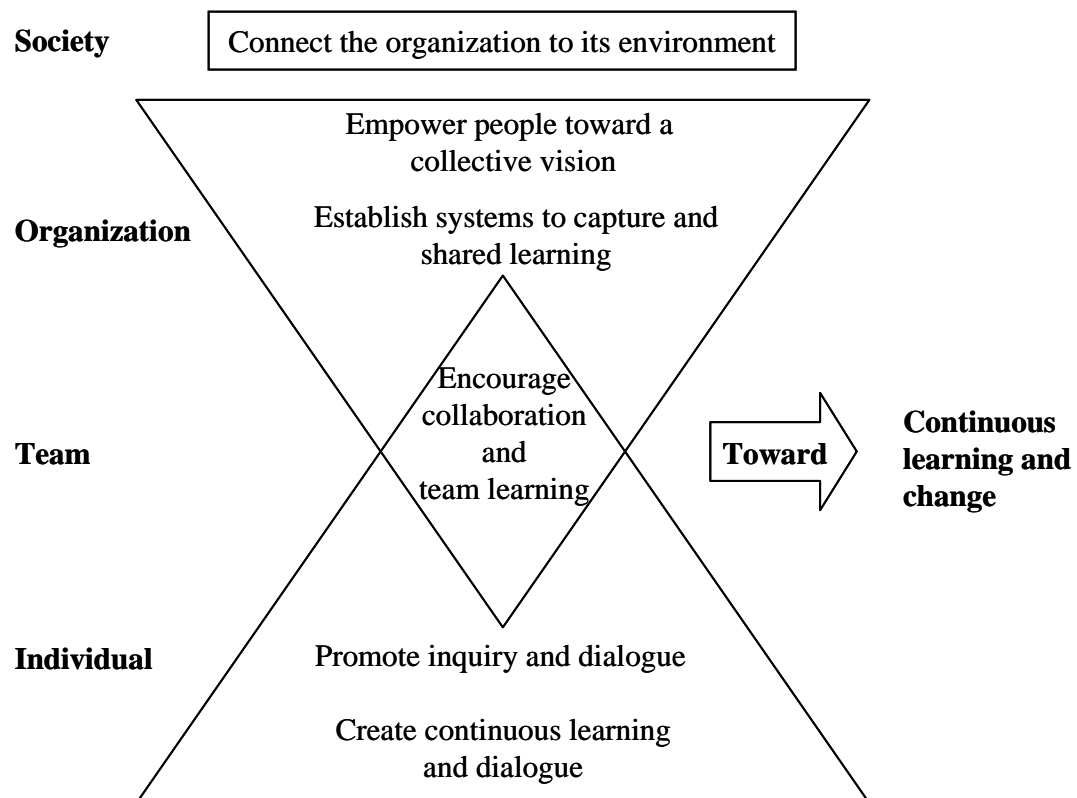 Society
Connect the organization to its environment
Empower people toward a
collective vision
Organization
Establish systems to capture and
shared learning
Encourage
collaboration
and
team learning
Team
Toward
Continuous
learning and
change
Individual
Promote inquiry and dialogue
Create continuous learning
and dialogue